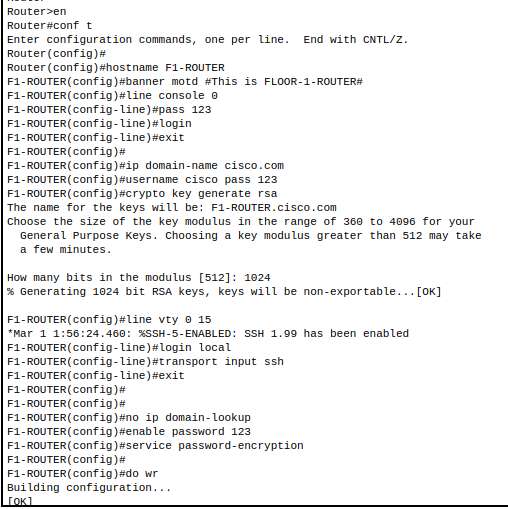 Router>en
Router#conf t
Enter configuration commands, one per line.  End with CNTL/Z.
Router(config)#
Router(config)#hostname F1-ROUTER
F1-ROUTER(config)#banner motd #This is FLOOR-1-ROUTER#
F1-ROUTER(config)#line console 0
F1-ROUTER(config-line)#pass 123
F1-ROUTER(config-line)#login
F1-ROUTER(config-line)#exit
F1-ROUTER(config)#
F1-ROUTER(config)#ip domain-name cisco.com
F1-ROUTER(config)#username cisco pass 123
F1-ROUTER(config)#crypto key generate rsa
The name for the keys will be: F1-ROUTER.cisco.com
Choose the size of the key modulus in the range of 360 to 4096 for your
  General Purpose Keys. Choosing a key modulus greater than 512 may take
  a few minutes.

How many bits in the modulus [512]: 1024
% Generating 1024 bit RSA keys, keys will be non-exportable...[OK]

F1-ROUTER(config)#line vty 0 15
*Mar 1 1:56:24.460: %SSH-5-ENABLED: SSH 1.99 has been enabled
F1-ROUTER(config-line)#login local
F1-ROUTER(config-line)#transport input ssh
F1-ROUTER(config-line)#exit
F1-ROUTER(config)#
F1-ROUTER(config)#
F1-ROUTER(config)#no ip domain-lookup
F1-ROUTER(config)#enable password 123
F1-ROUTER(config)#service password-encryption
F1-ROUTER(config)#
F1-ROUTER(config)#do wr
Building configuration...
[OK]